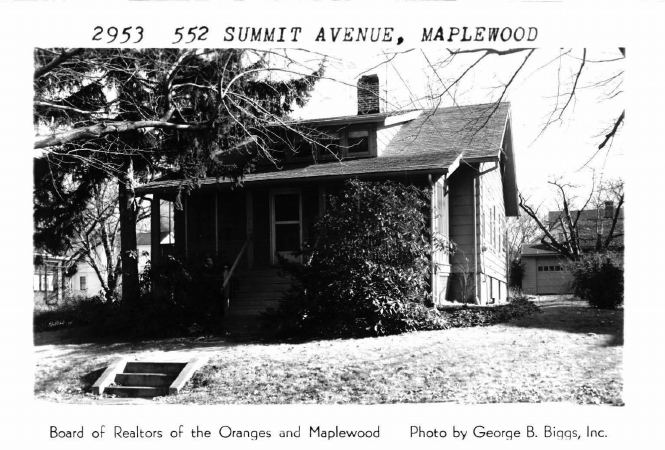 2953 552 SUMMIT AVENUE, MAPLEWOOD
Board of Realtors of the Oranges and Maplewood Photo by George B. Biggs, Inc.